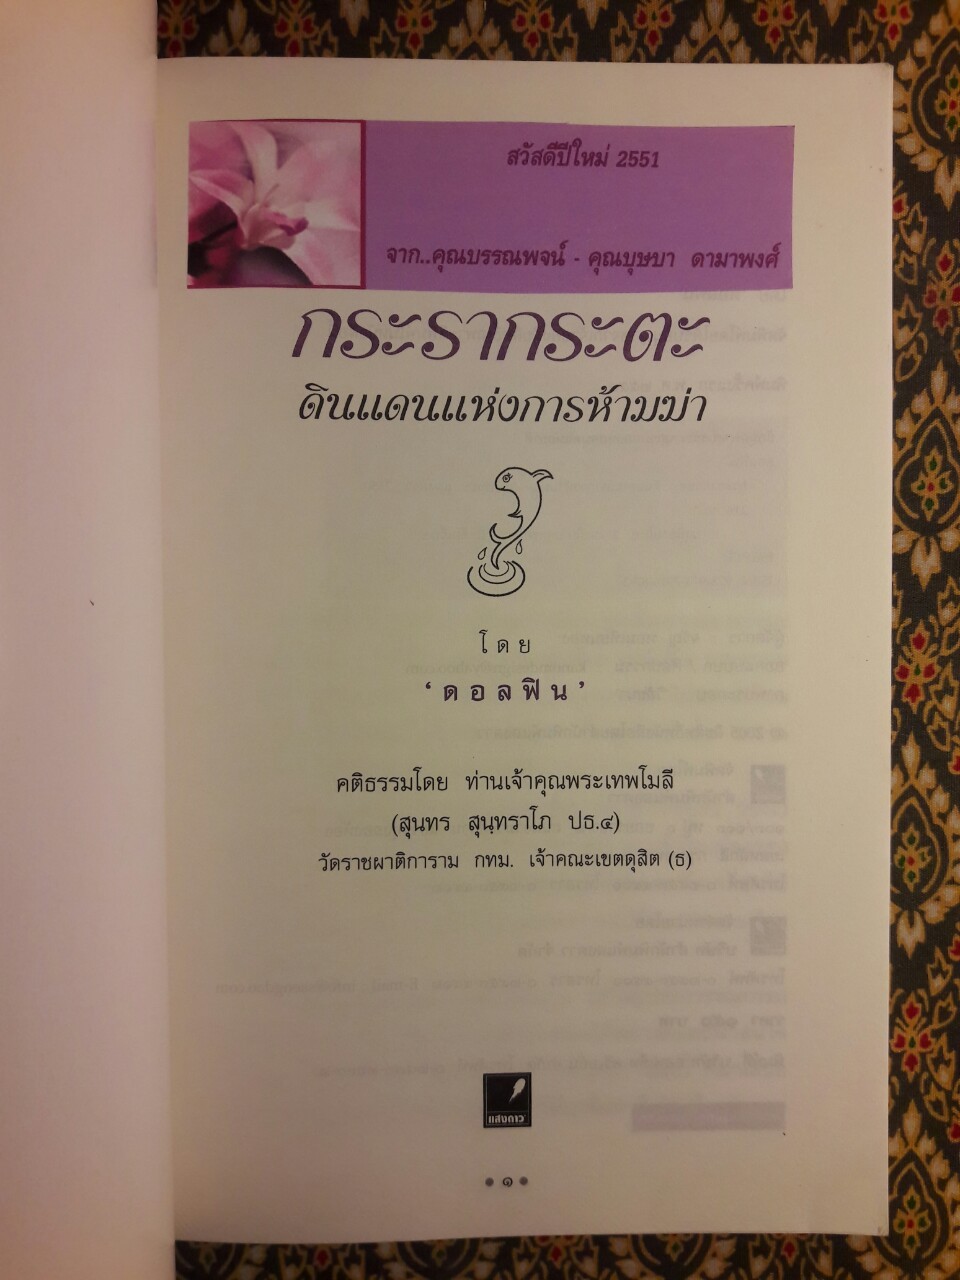 สวัสดีปีใหม่ 2551
จาก..คุณบรรณพจน์ - คุณบุษบา ดามาพงศ์
กระรากระตะ
ดินแดนแห่งการห้ามฆ่า
โดย
‘ดอลฟิน’
คติธรรมโดย ท่านเจ้าคุณพระเทพโมลี
(สุนทร สุนฺทราโภ ปธ.๔)
วัดราชผาติการาม กทม. เจ้าคณะเขตดุสิต (ธ)
แสงดาว
• ๑ •